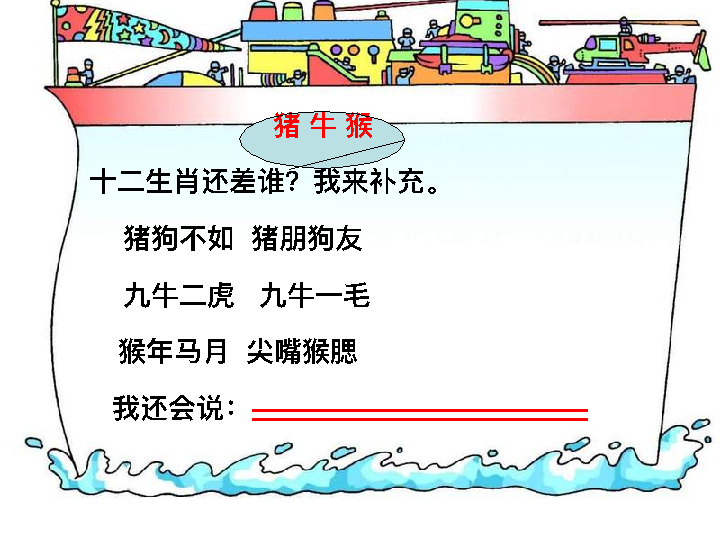 猪 牛 猴
十二生肖还差谁？我来补充。
猪狗不如 猪朋狗友
九牛二虎 九牛一毛
猴年马月 尖嘴猴腮
我还会说：